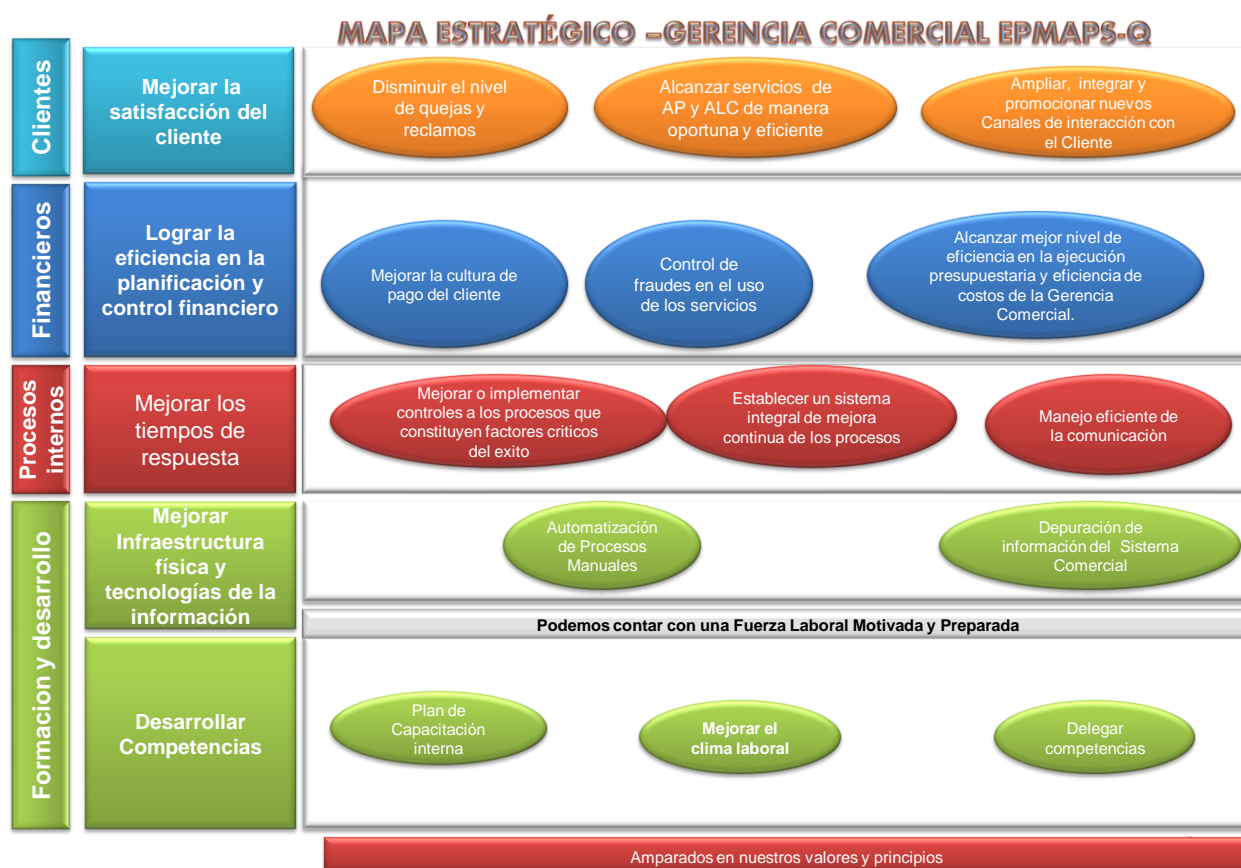 MAPA ESTRATÉGICO –GERENCIA COMERCIAL EPMAPS-Q
Clientes
Mejorar la
satisfacción del
cliente
Disminuir el nivel
de quejas y
reclamos
Alcanzar servicios de
AP y ALC de manera
oportuna y eficiente
Ampliar, integrar y
promocionar nuevos
Canales de interacción con
el Cliente
Financieros
Lograr la
eficiencia en la
planificación y
control financiero
Mejorar la cultura de
pago del cliente
Control de
fraudes en el uso
de los servicios
Alcanzar mejor nivel de
eficiencia en la ejecución
presupuestaria y eficiencia de
costos de la Gerencia
Comercial.
Procesos
internos
Mejorar los
tiempos de
respuesta
Mejorar o implementar
controles a los procesos que
constituyen factores criticos
del exito
Establecer un sistema
integral de mejora
continua de los procesos
Manejo eficiente de
la comunicaciòn
Formacion y desarrollo
Mejorar
Infraestructura
física y
tecnologías de la
información
Automatización
de Procesos
Manuales
Depuración de
información del Sistema
Comercial
Podemos contar con una Fuerza Laboral Motivada y Preparada
Desarrollar
Competencias
Plan de
Capacitación
interna
Mejorar el
clima laboral
Delegar
competencias
Amparados en nuestros valores y principios